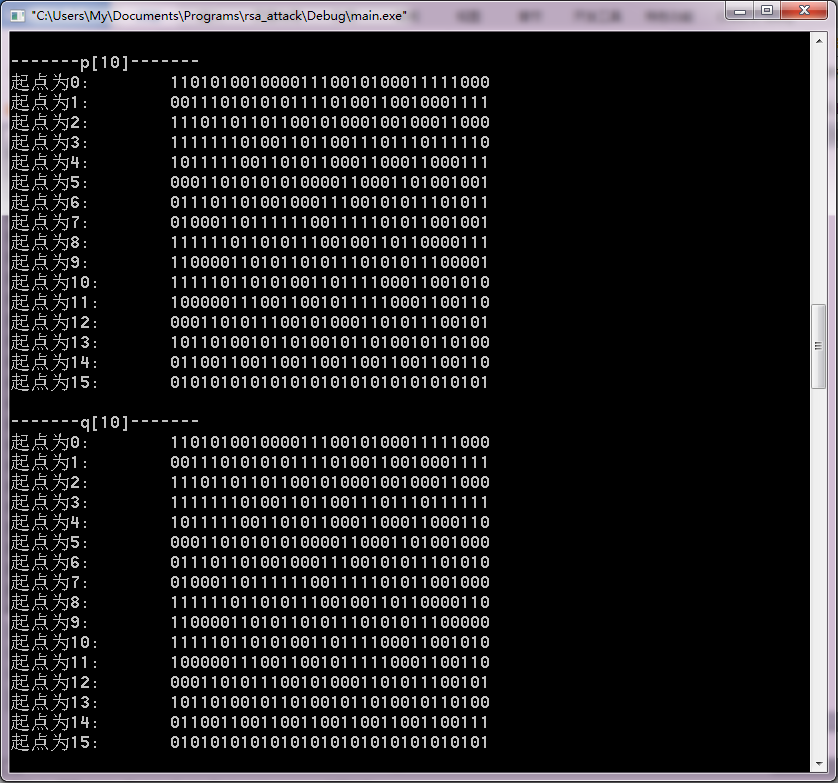 "C:\Users\My\Documents\Programs\rsa_attack\Debug\main.exe"
-------p[10]-------
起点为0: 11010100100001110010100011111000
起点为1: 00111010101011110100110010001111
起点为2: 11101101101100101000100100011000
起点为3: 11111110100110110011101110111110
起点为4: 10111110011010110001100011000111
起点为5: 00011010101010000110001101001001
起点为6: 01110110100100011100101011101011
起点为7: 01000110111111001111101011001001
起点为8: 11111101101011100100110110000111
起点为9: 11000011010110101110101011100001
起点为10: 11111011010100110111100011001010
起点为11: 10000011100110010111110001100110
起点为12: 00011010111001010001101011100101
起点为13: 10110100101101001011010010110100
起点为14: 01100110011001100110011001100110
起点为15: 01010101010101010101010101010101
-------q[10]-------
起点为0: 11010100100001110010100011111000
起点为1: 00111010101011110100110010001111
起点为2: 11101101101100101000100100011000
起点为3: 11111110100110110011101110111111
起点为4: 10111110011010110001100011000110
起点为5: 00011010101010000110001101001000
起点为6: 01110110100100011100101011101010
起点为7: 01000110111111001111101011001000
起点为8: 11111101101011100100110110000110
起点为9: 11000011010110101110101011100000
起点为10: 11111011010100110111100011001010
起点为11: 10000011100110010111110001100110
起点为12: 00011010111001010001101011100101
起点为13: 10110100101101001011010010110100
起点为14: 01100110011001100110011001100111
起点为15: 01010101010101010101010101010101